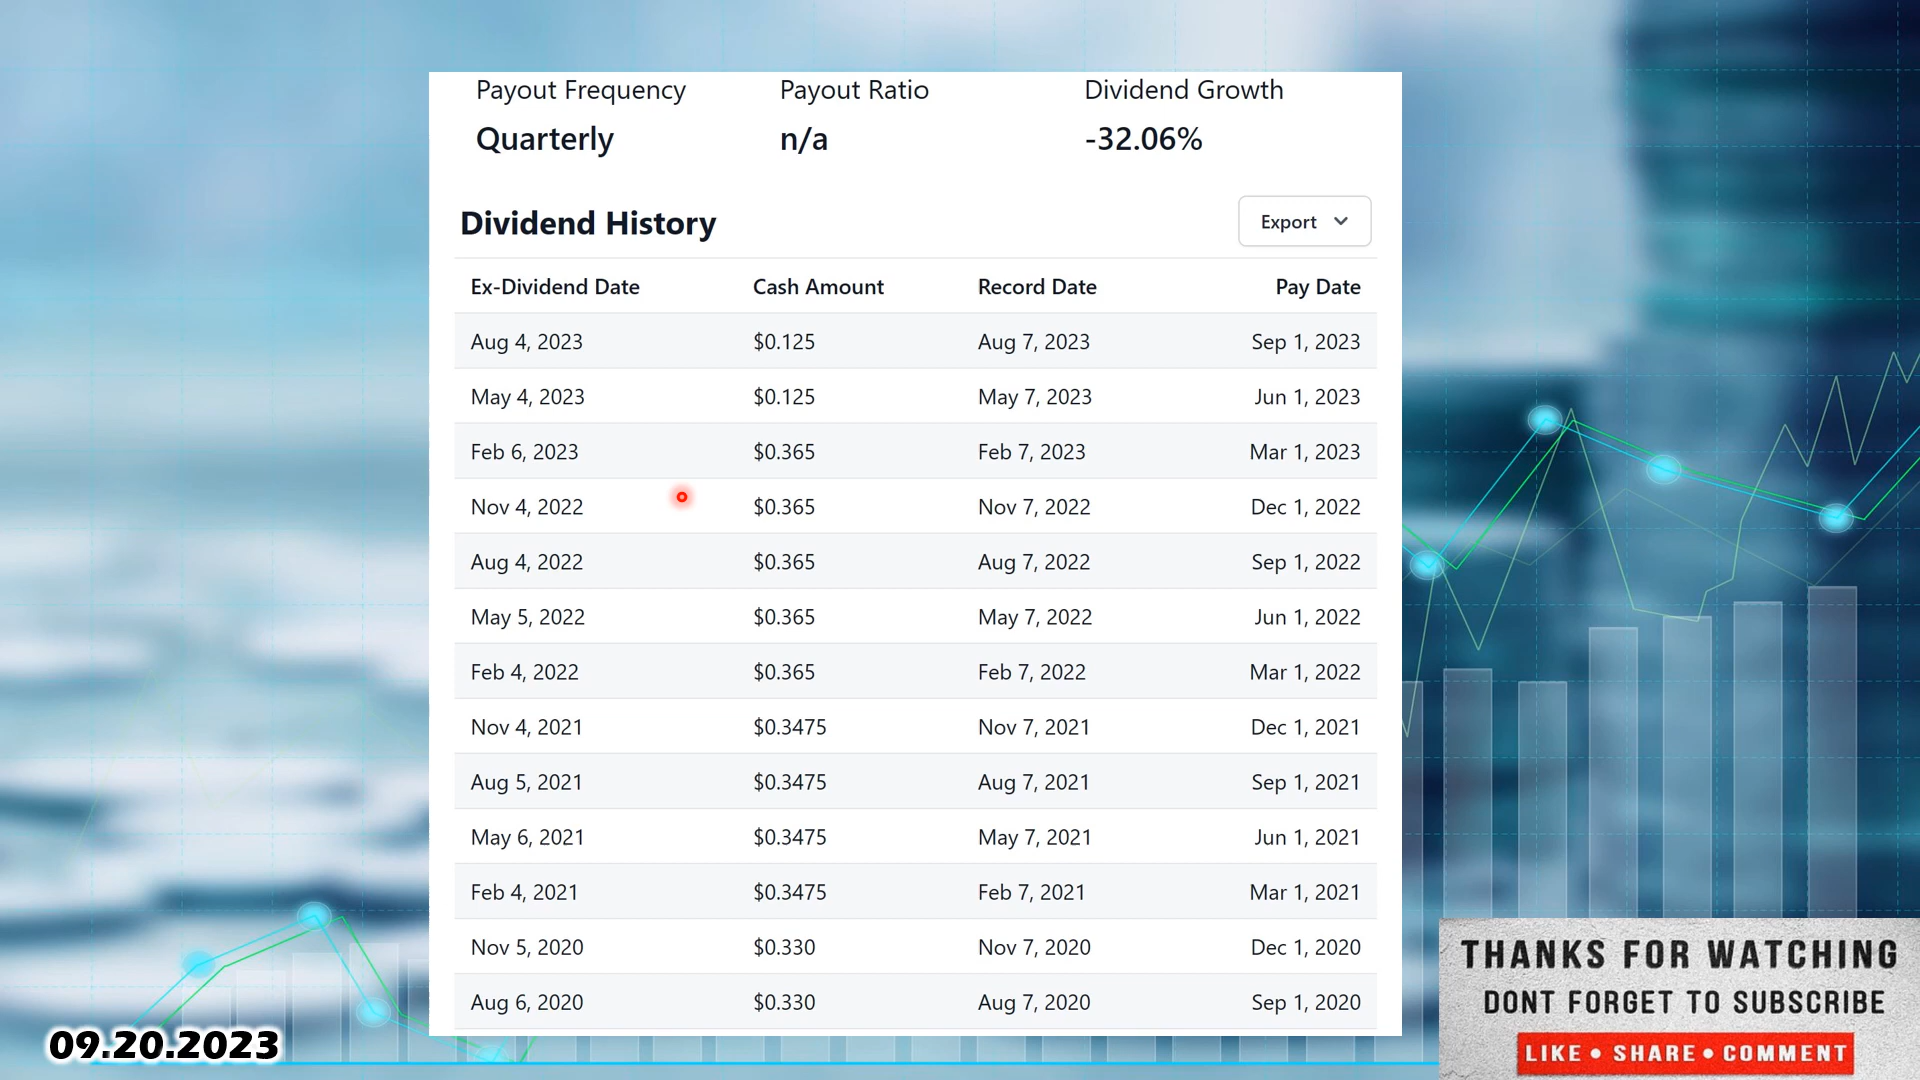 Payout Frequency Payout Ratio Dividend Growth
Quarterly n/a -32.06%
Dividend History Export
Ex-Dividend Date Cash Amount Record Date Pay Date
Aug 4, 2023 $0.125 Aug 7, 2023 Sep 1, 2023
May 4, 2023 $0.125 May 7, 2023 Jun 1, 2023
Feb 6, 2023 $0.365 Feb 7, 2023 Mar 1, 2023
Nov 4, 2022 $0.365 Nov 7, 2022 Dec 1, 2022
Aug 4, 2022 $0.365 Aug 7, 2022 Sep 1, 2022
May 5, 2022 $0.365 May 7, 2022 Jun 1, 2022
Feb 4, 2022 $0.365 Feb 7, 2022 Mar 1, 2022
Nov 4, 2021 $0.3475 Nov 7, 2021 Dec 1, 2021
Aug 5, 2021 $0.3475 Aug 7, 2021 Sep 1, 2021
May 6, 2021 $0.3475 May 7, 2021 Jun 1, 2021
Feb 4, 2021 $0.3475 Feb 7, 2021 Mar 1, 2021
Nov 5, 2020 $0.330 Nov 7, 2020 Dec 1, 2020
Aug 6, 2020 $0.330 Aug 7, 2020 Sep 1, 2020
09.20.2023
THANKS FOR WATCHING
DONT FORGET TO SUBSCRIBE
LIKE • SHARE • COMMENT